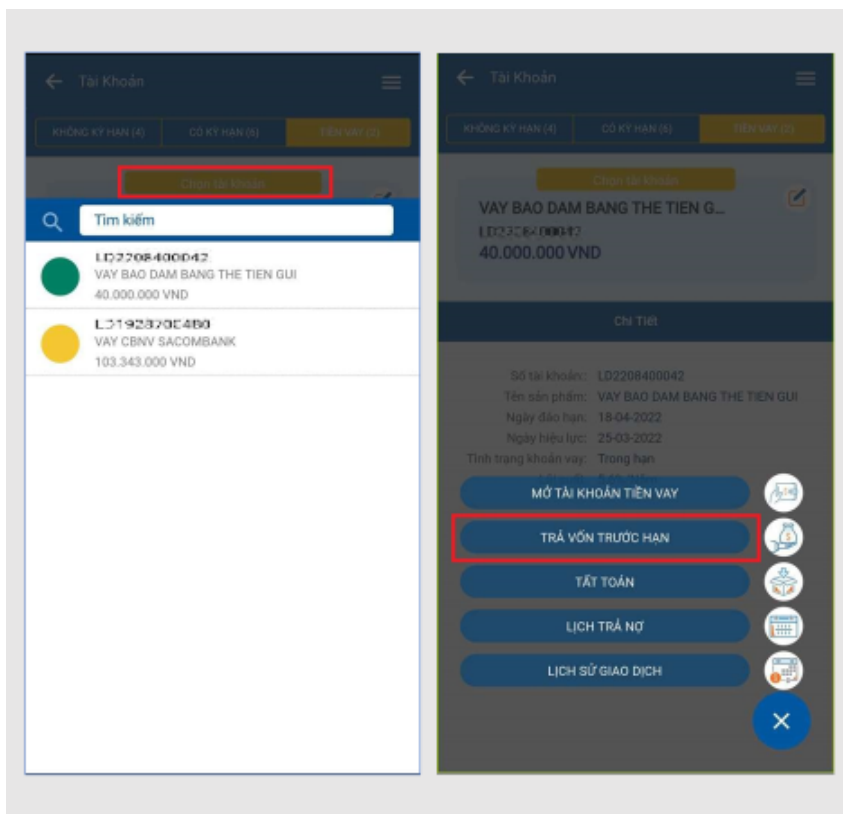 Tài Khoản
KHÔNG KỲ HẠN (4) CÓ KỲ HẠN (6) TIỀN VAY (2)
Chọn tài khoản
Tìm kiếm
LD2208400042
VAY BAO DAM BANG THE TIEN GUI
40.000.000 VND
VAY CBNV SACOMBANK
103.343.000 VND
Tài Khoản
KHÔNG KỲ HẠN (4) CÓ KỲ HẠN (6) TIỀN VAY (2)
Chọn tài khoản
VAY BAO DAM BANG THE TIEN G...
40.000.000 VND
Chi Tiết
Số tài khoản: LD2208400042
Tên sản phẩm: VAY BAO DAM BANG THE TIEN GUI
Ngày đáo hạn: 18-04-2022
Ngày hiệu lực: 25-03-2022
Tình trạng khoản vay: Trong hạn
MỞ TÀI KHOẢN TIỀN VAY
TRẢ VỐN TRƯỚC HẠN
TẤT TOÁN
LỊCH TRẢ NỢ
LỊCH SỬ GIAO DỊCH